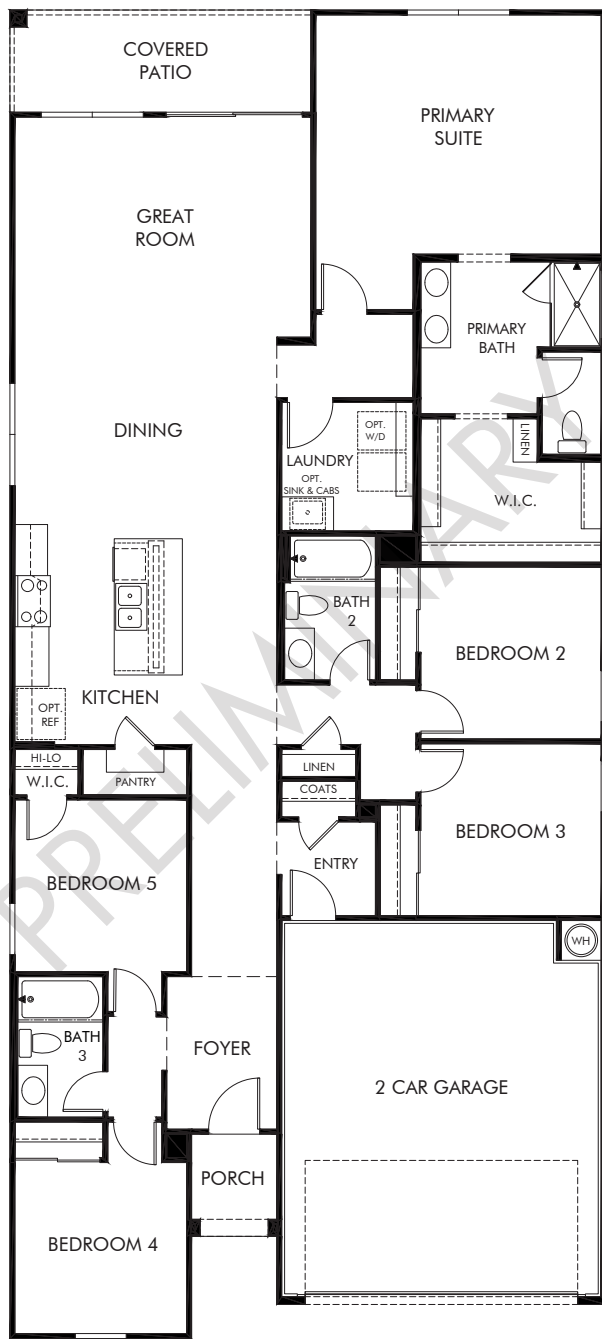 COVERED
PATIO
PRIMARY
SUITE
GREAT
ROOM
PRIMARY
BATH
DINING
OPT.
W/D
LINEN
LAUNDRY
OPT.
SINK & CABS
W.I.C.
BATH
2
BEDROOM 2
KITCHEN
OPT.
REF
HI-LO
W.I.C.
PANTRY
LINEN
COATS
BEDROOM 3
ENTRY
BEDROOM 5
WH
BATH
3
FOYER
2 CAR GARAGE
PORCH
BEDROOM 4
PRELIMINARY